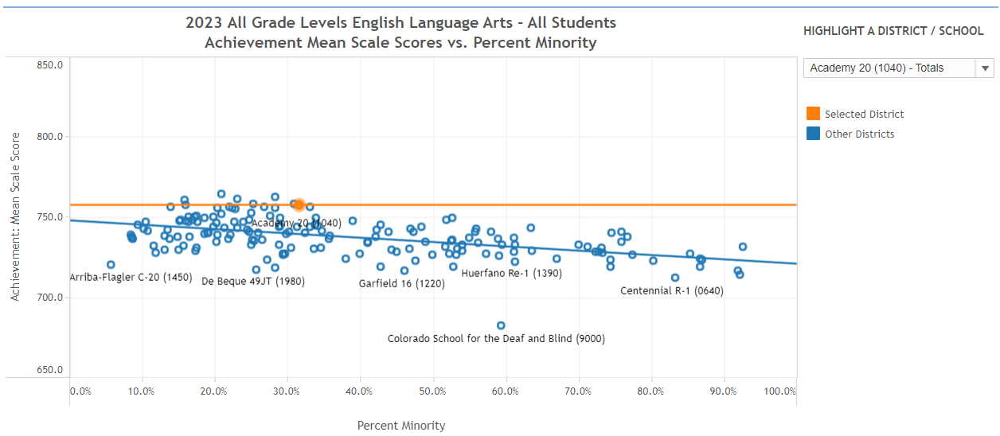 2023 All Grade Levels English Language Arts - All Students
Achievement Mean Scale Scores vs. Percent Minority
HIGHLIGHT A DISTRICT / SCHOOL
Academy 20 (1040) - Totals
Selected District
Other Districts
Achievement: Mean Scale Score
850.0
800.0
750.0
700.0
650.0
Academy 20 (1040)
Arriba-Flagler C-20 (1450)
De Beque 49JT (1980)
Garfield 16 (1220)
Huerfano Re-1 (1390)
Centennial R-1 (0640)
Colorado School for the Deaf and Blind (9000)
0.0% 10.0% 20.0% 30.0% 40.0% 50.0% 60.0% 70.0% 80.0% 90.0% 100.0%
Percent Minority